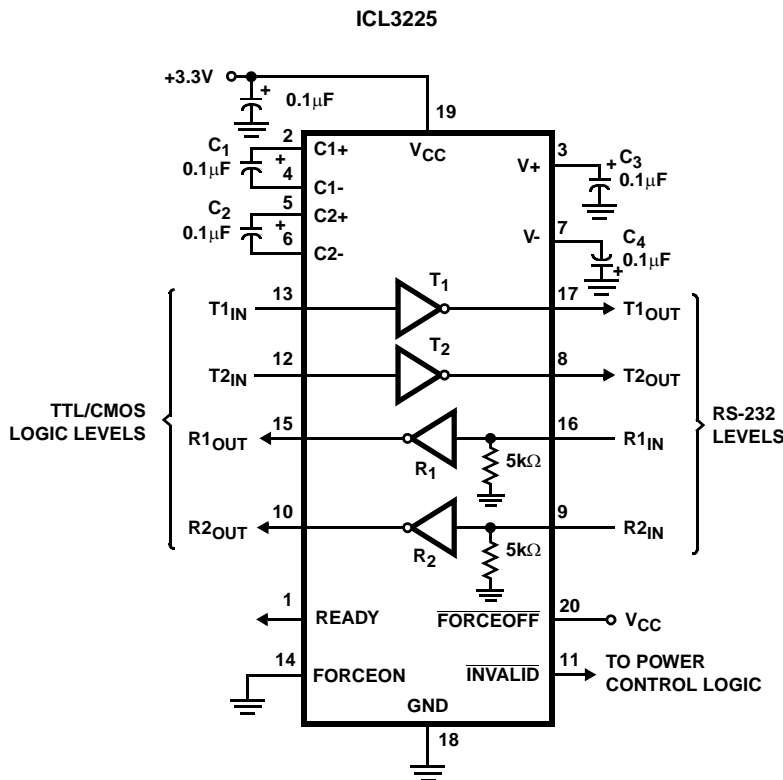 ICL3225
+3.3V
+
0.1μF
19
2
C1
+
0.1μF
4
C1+
C1-
VCC
V+
3
+
C3
0.1μF
5
C2
+
0.1μF
6
C2+
C2-
V-
7
C4
0.1μF
+
T1IN
13
T1
17
T1OUT
T2IN
12
T2
8
T2OUT
TTL/CMOS
LOGIC LEVELS
RS-232
LEVELS
R1OUT
15
R1
5kΩ
16
R1IN
R2OUT
10
R2
5kΩ
9
R2IN
1
READY
FORCEOFF
20
VCC
14
FORCEON
INVALID
11
TO POWER
CONTROL LOGIC
GND
18